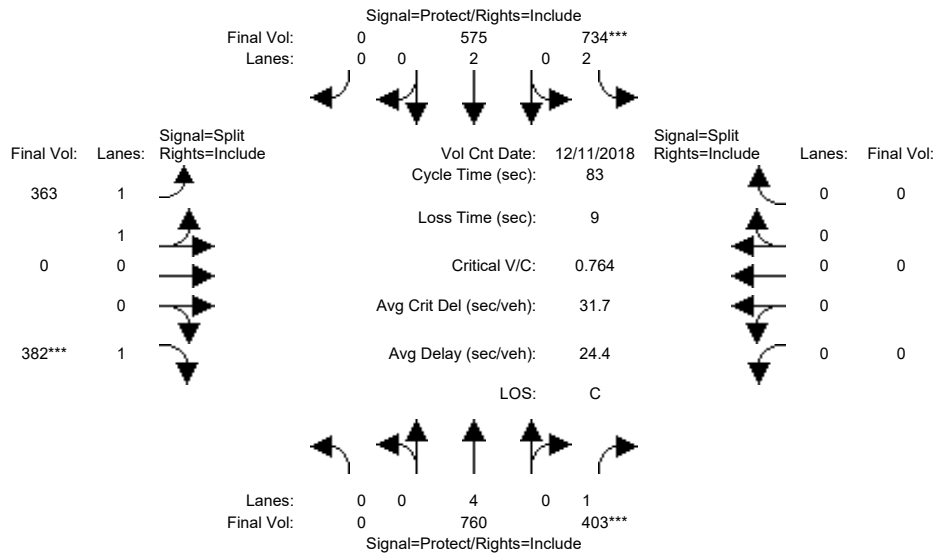 Signal=Protect/Rights=Include
Final Vol: 0 575 734***
Lanes: 0 0 2 0 2
Signal=Split
Final Vol: Lanes: Rights=Include
Vol Cnt Date: 12/11/2018
Signal=Split
Rights=Include Lanes: Final Vol:
Cycle Time (sec): 83
363 1 0 0
Loss Time (sec): 9
1 0
0 0 Critical V/C: 0.764 0 0
0 Avg Crit Del (sec/veh): 31.7 0
382*** 1 Avg Delay (sec/veh): 24.4 0 0
LOS: C
Lanes: 0 0 4 0 1
Final Vol: 0 760 403***
Signal=Protect/Rights=Include